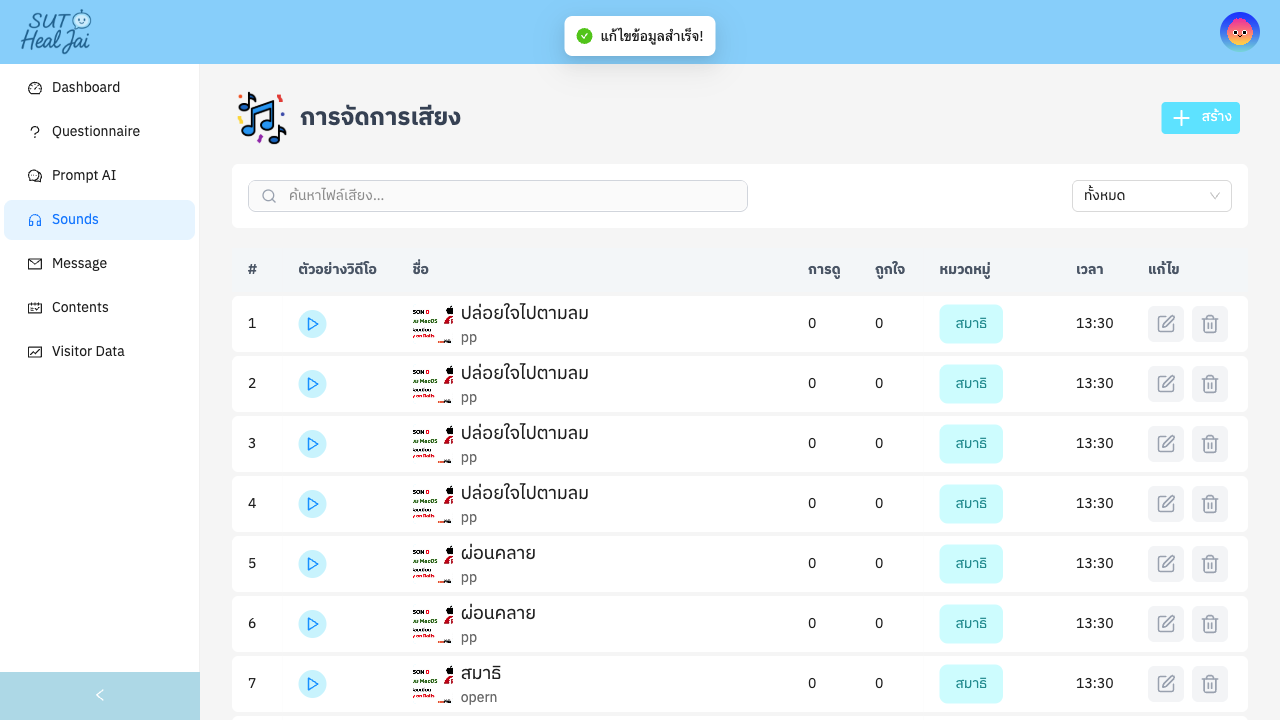 SUT
Heal Jai
แก้ไขข้อมูลสำเร็จ!
Dashboard
Questionnaire
Prompt AI
Sounds
Message
Contents
Visitor Data
การจัดการเสียง
สร้าง
ค้นหาไฟล์เสียง...
ทั้งหมด
# ตัวอย่างวิดีโอ ชื่อ การดู ถูกใจ หมวดหมู่ เวลา แก้ไข
1 ปล่อยใจไปตามลม 0 0 สมาธิ 13:30
pp
2 ปล่อยใจไปตามลม 0 0 สมาธิ 13:30
pp
3 ปล่อยใจไปตามลม 0 0 สมาธิ 13:30
pp
4 ปล่อยใจไปตามลม 0 0 สมาธิ 13:30
pp
5 ผ่อนคลาย 0 0 สมาธิ 13:30
pp
6 ผ่อนคลาย 0 0 สมาธิ 13:30
pp
7 สมาธิ 0 0 สมาธิ 13:30
opern